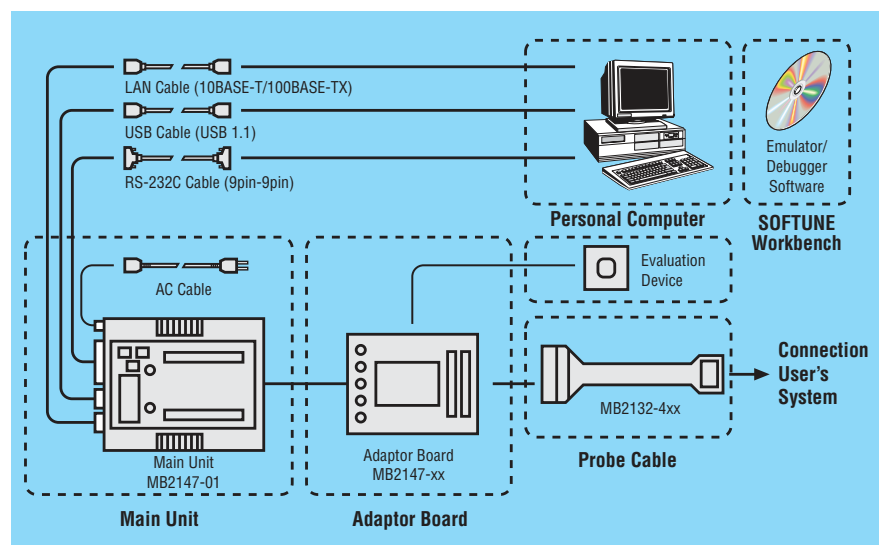 LAN Cable (10BASE-T/100BASE-TX)
USB Cable (USB 1.1)
RS-232C Cable (9pin-9pin)
Personal Computer
Emulator/
Debugger
Software
SOFTUNE
Workbench
AC Cable
Main Unit
MB2147-01
Main Unit
Adaptor Board
MB2147-xx
Adaptor Board
Evaluation
Device
MB2132-4xx
Probe Cable
Connection
User's
System